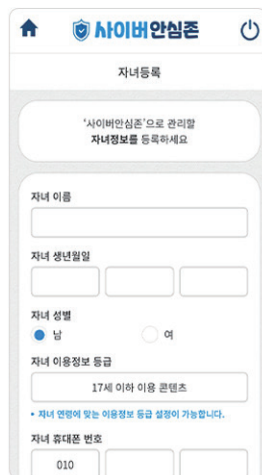 사이버안심존
자녀등록
‘사이버안심존’으로 관리할
자녀정보를 등록하세요
자녀 이름
자녀 생년월일
자녀 성별
남 여
자녀 이용정보 등급
17세 이하 이용 콘텐츠
• 자녀 연령에 맞는 이용정보 등급 설정이 가능합니다.
자녀 휴대폰 번호
010